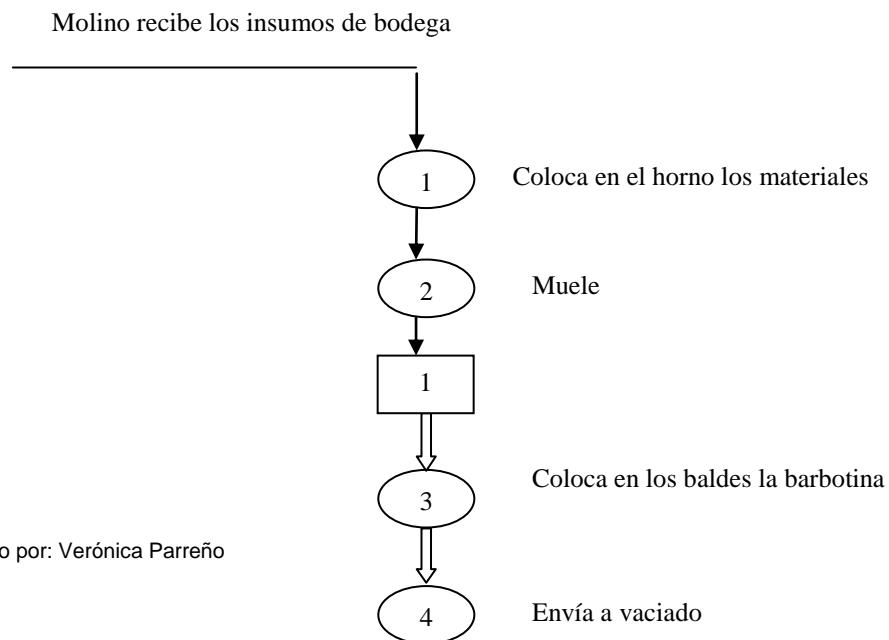 Molino recibe los insumos de bodega
1 Coloca en el horno los materiales
2 Muele
1
3 Coloca en los baldes la barbotina
o por: Verónica Parreño
4 Envía a vaciado